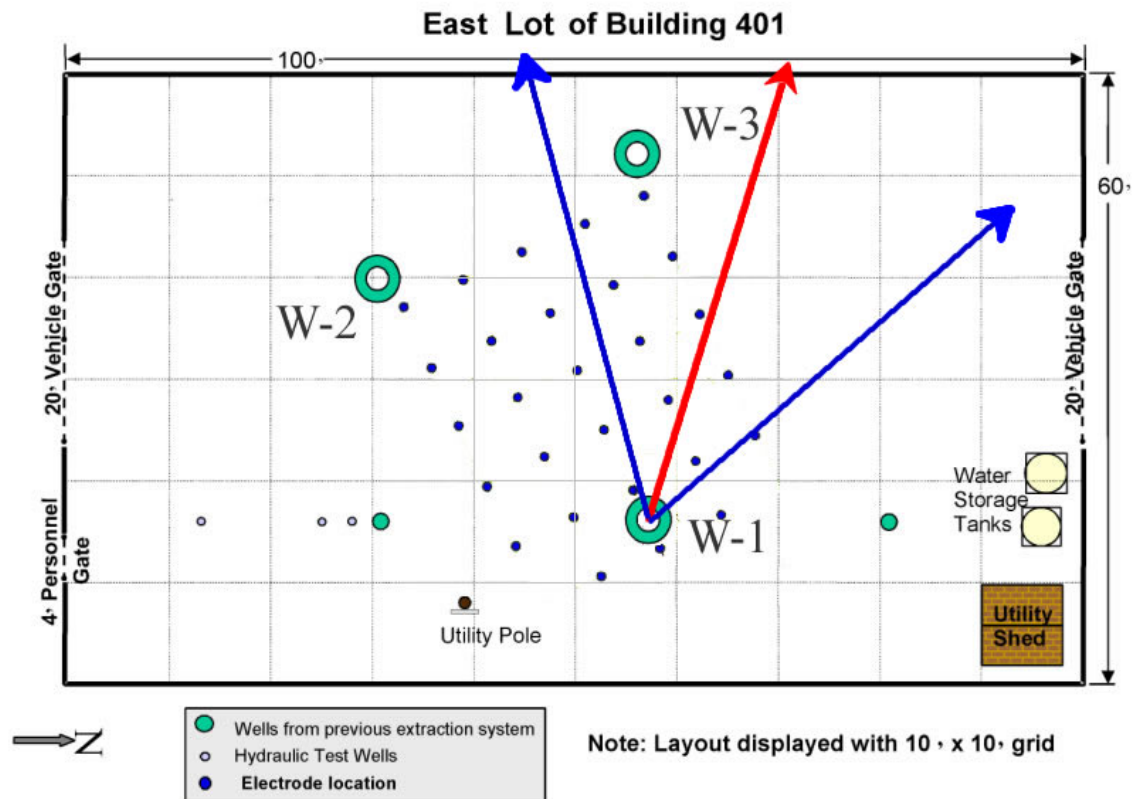 East Lot of Building 401
100,
60,
W-3
W-2
W-1
20, Vehicle Gate
4, Personnel
Gate
20, Vehicle Gate
Water
Storage
Tanks
Utility Pole
Utility
Shed
N
Wells from previous extraction system
Hydraulic Test Wells
Electrode location
Note: Layout displayed with 10 , x 10, grid